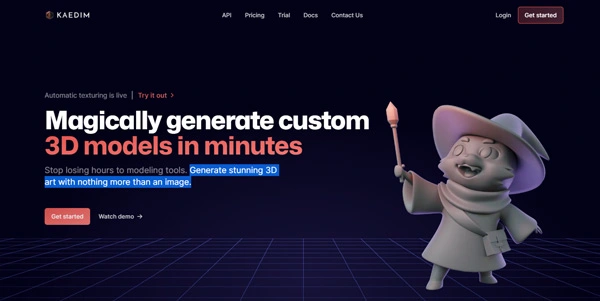 KAEDIM
API Pricing Trial Docs Contact Us
Login Get started
Automatic texturing is live | Try it out >
Magically generate custom
3D models in minutes
Stop losing hours to modeling tools. Generate stunning 3D
art with nothing more than an image.
Get started Watch demo →